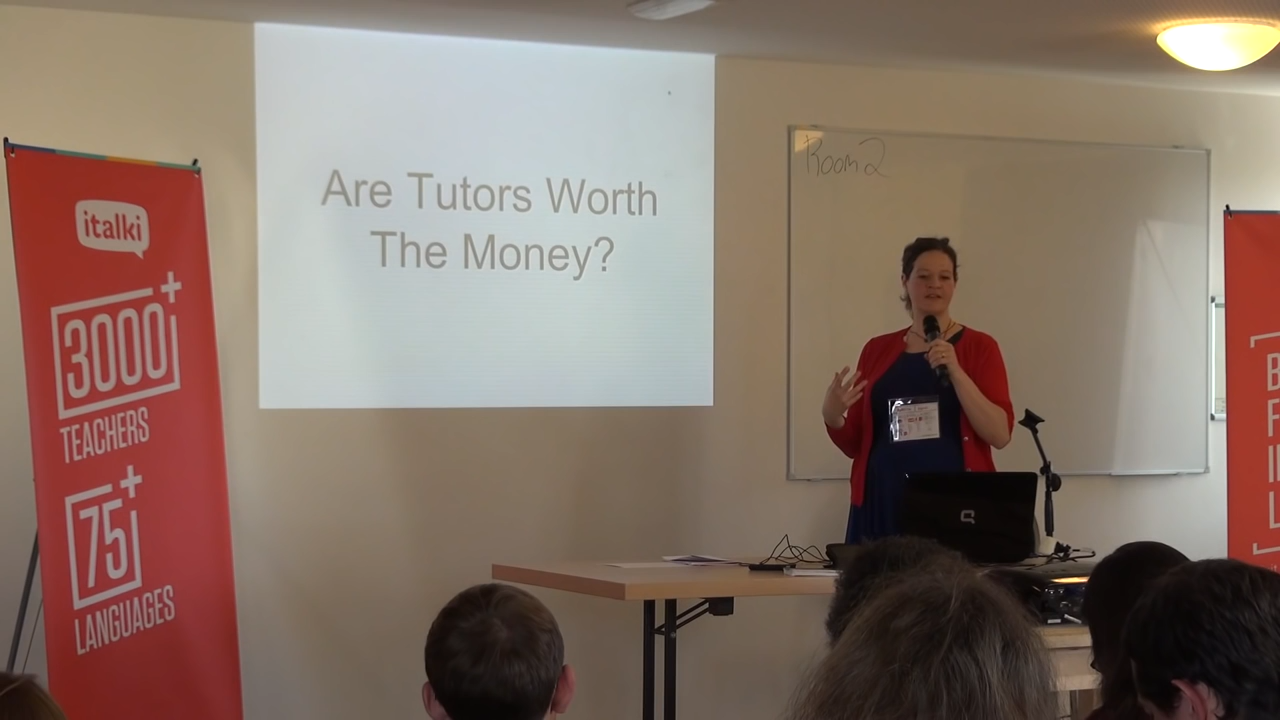 italki
3000+
TEACHERS
75+
LANGUAGES
Are Tutors Worth
The Money?
Room 2
B
F
I
L